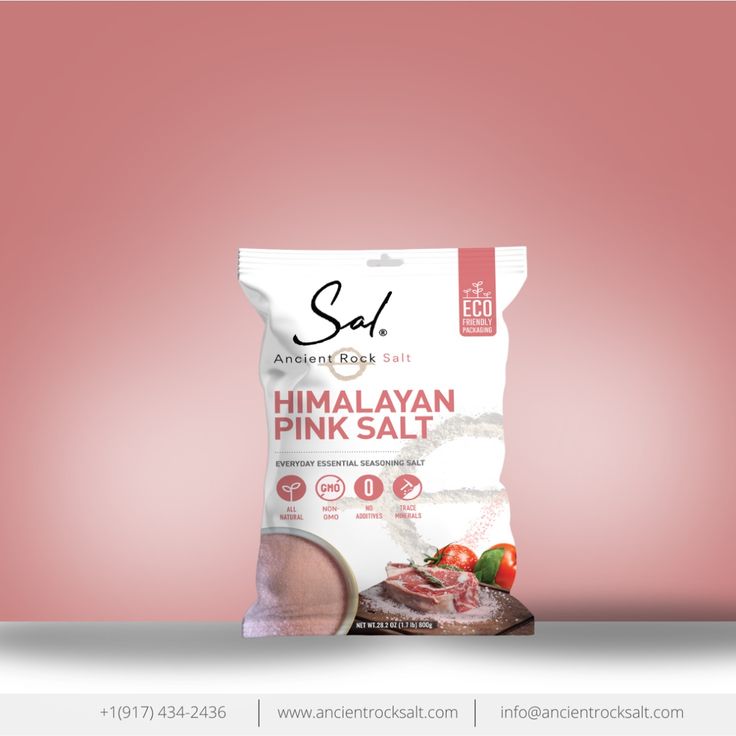 Sal®
Ancient Rock Salt
ECO
FRIENDLY
PACKAGING
HIMALAYAN
PINK SALT
EVERYDAY ESSENTIAL SEASONING SALT
ALL
NATURAL
GMO
NON-
GMO
0
NO
ADDITIVES
TRACE
MINERALS
NET WT.28.2 OZ (1.7 lb) 800g
+1(917) 434-2436
www.ancientrocksalt.com
info@ancientrocksalt.com